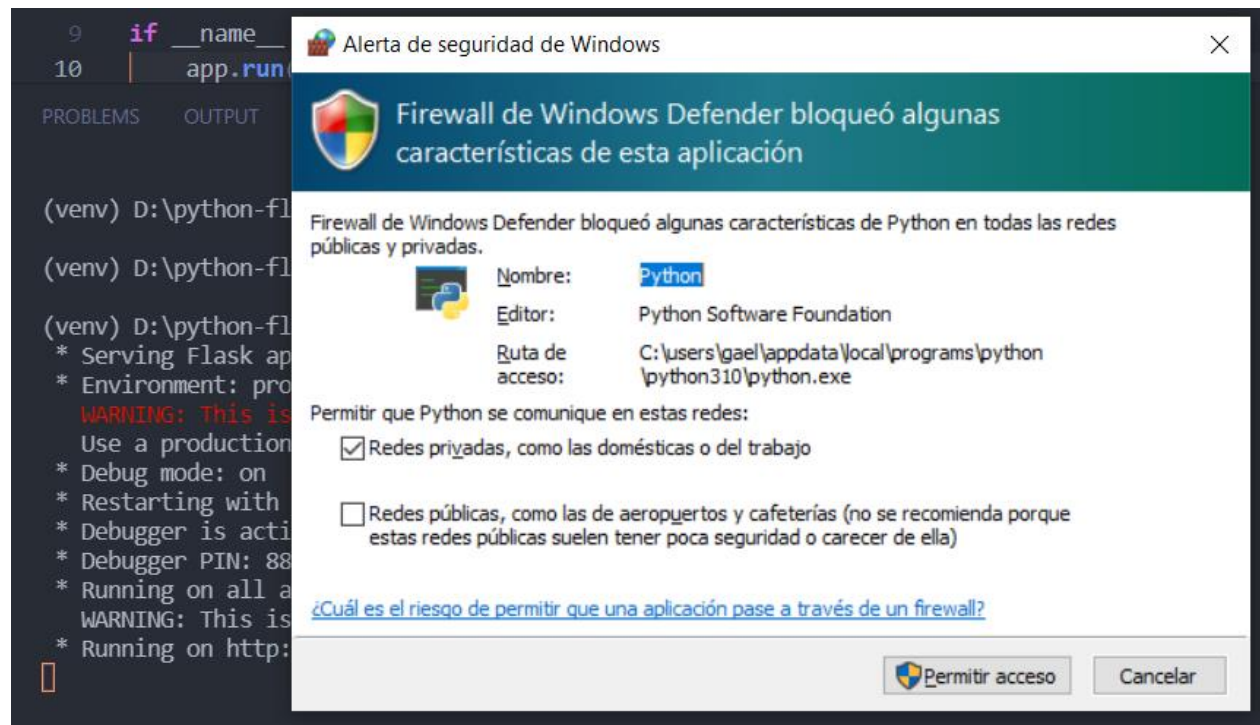 9 if __name__
10 app.run(
PROBLEMS OUTPUT
(venv) D:\python-fl
(venv) D:\python-fl
(venv) D:\python-fl
* Serving Flask ap
* Environment: pro
WARNING: This is
Use a production
* Debug mode: on
* Restarting with
* Debugger is acti
* Debugger PIN: 88
* Running on all a
WARNING: This is
* Running on http:
Alerta de seguridad de Windows
Firewall de Windows Defender bloqueó algunas
características de esta aplicación
Firewall de Windows Defender bloqueó algunas características de Python en todas las redes
públicas y privadas.
Nombre: Python
Editor: Python Software Foundation
Ruta de acceso: C:\users\gael\appdata\local\programs\python
\python310\python.exe
Permitir que Python se comunique en estas redes:
Redes privadas, como las domésticas o del trabajo
Redes públicas, como las de aeropuertos y cafeterías (no se recomienda porque
estas redes públicas suelen tener poca seguridad o carecer de ella)
¿Cuál es el riesgo de permitir que una aplicación pase a través de un firewall?
Permitir acceso Cancelar